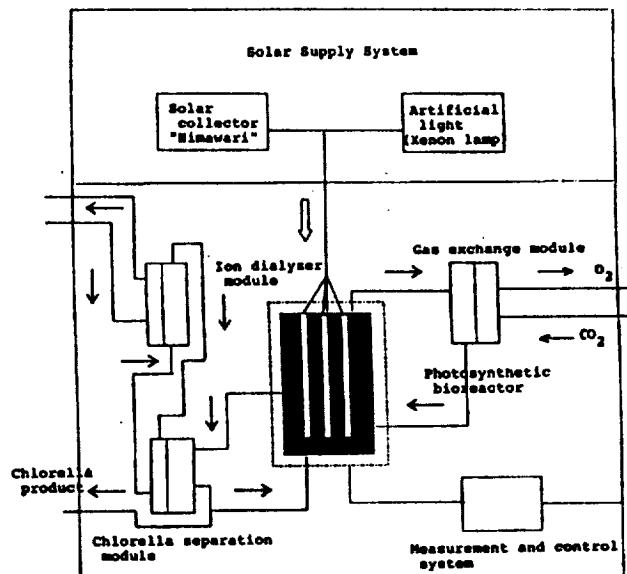 Solar Supply System
Solar
collector
"Himawari"
Artificial
light
(Xenon lamp)
Gas exchange module
O2
Ion dialyzer
module
CO2
Photosynthetic
bioreactor
Chlorella
product
Chlorella separation
module
Measurement and control
system